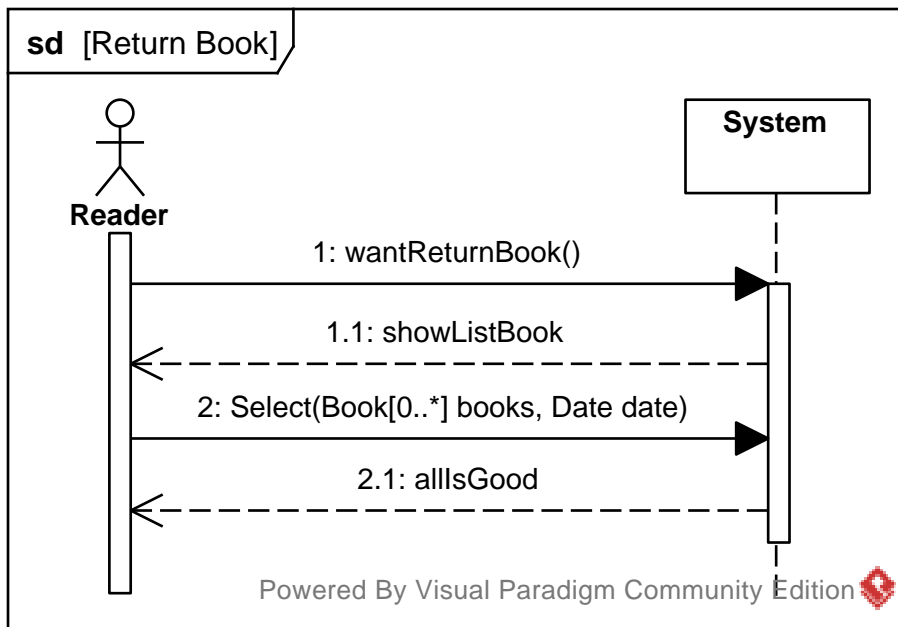 sd [Return Book]
System
Reader
1: wantReturnBook()
1.1: showListBook
2: Select(Book[0..*] books, Date date)
2.1: allIsGood
Powered By Visual Paradigm Community Edition